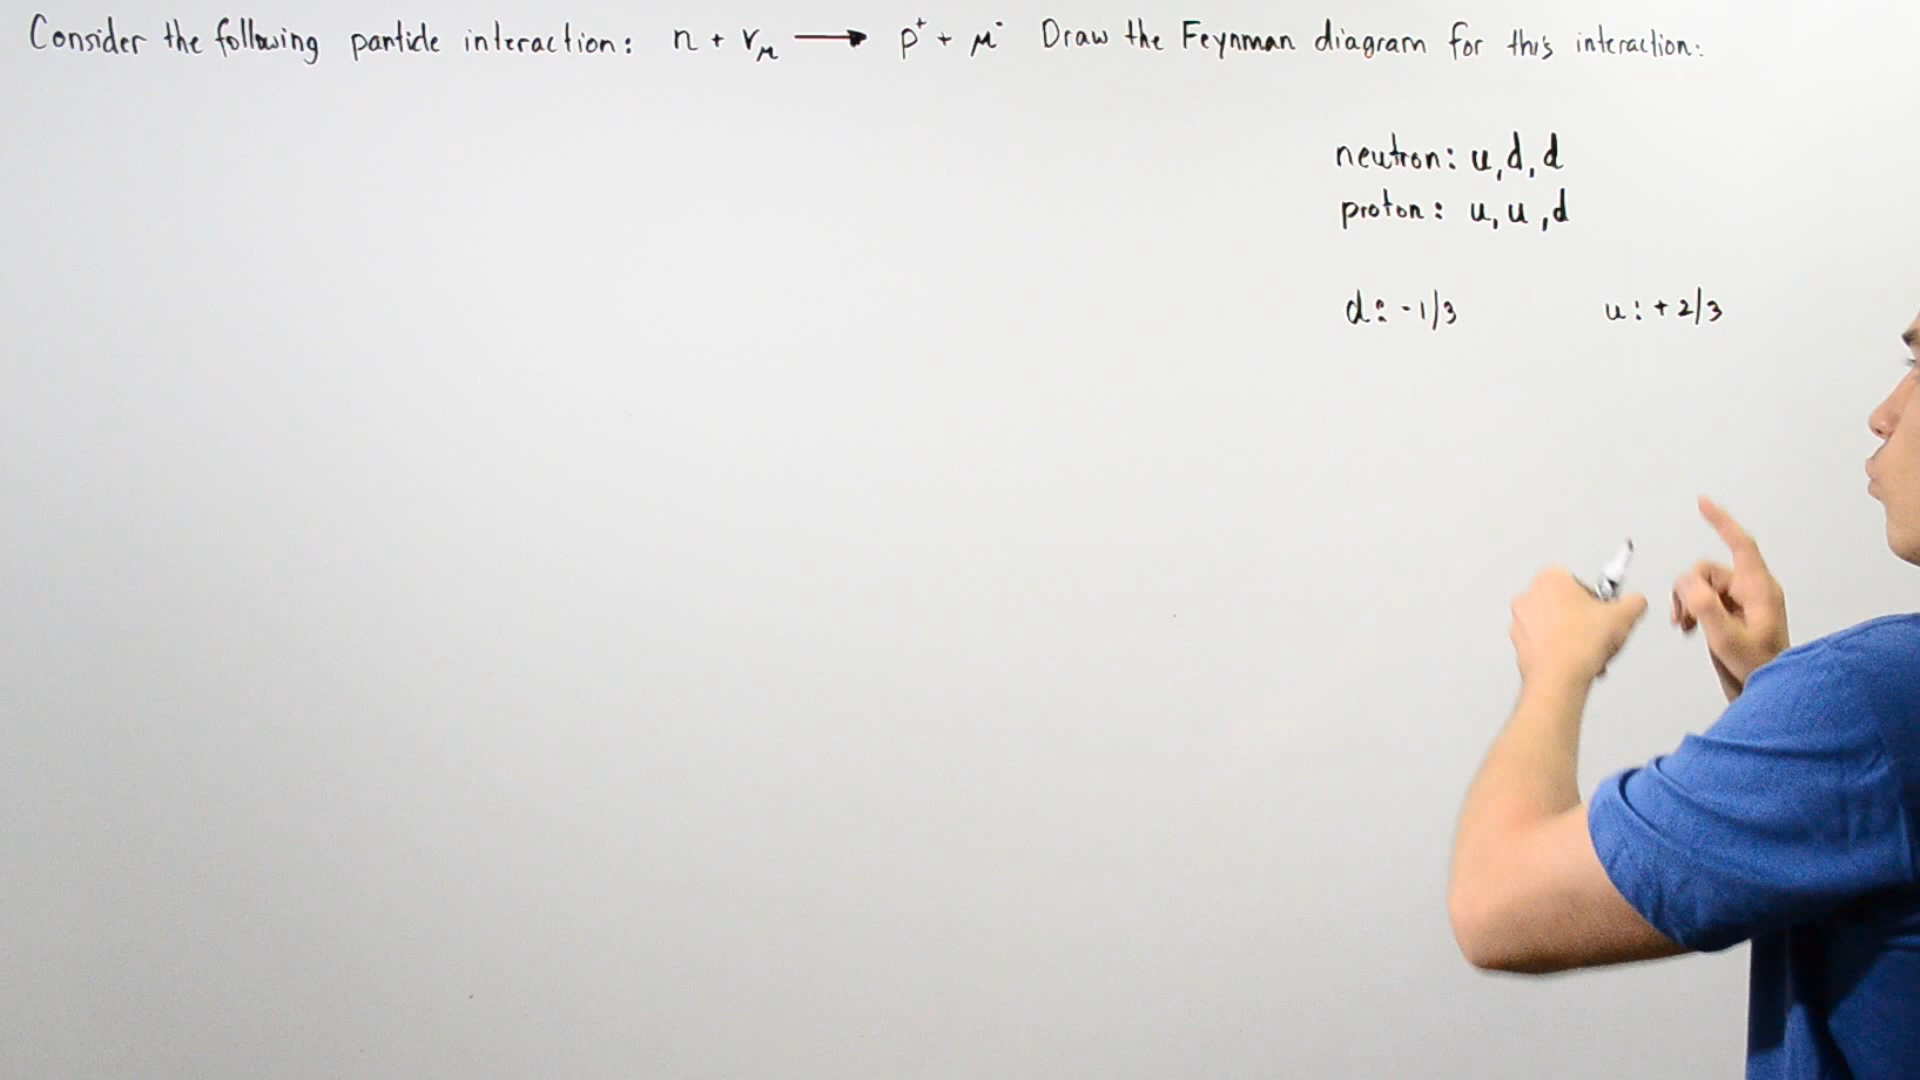 Consider the following particle interaction: n + νμ ⟶ p⁺ + μ⁻ Draw the Feynman diagram for this interaction:
neutron: u,d,d
proton: u,u,d
d: -1/3 u: +2/3